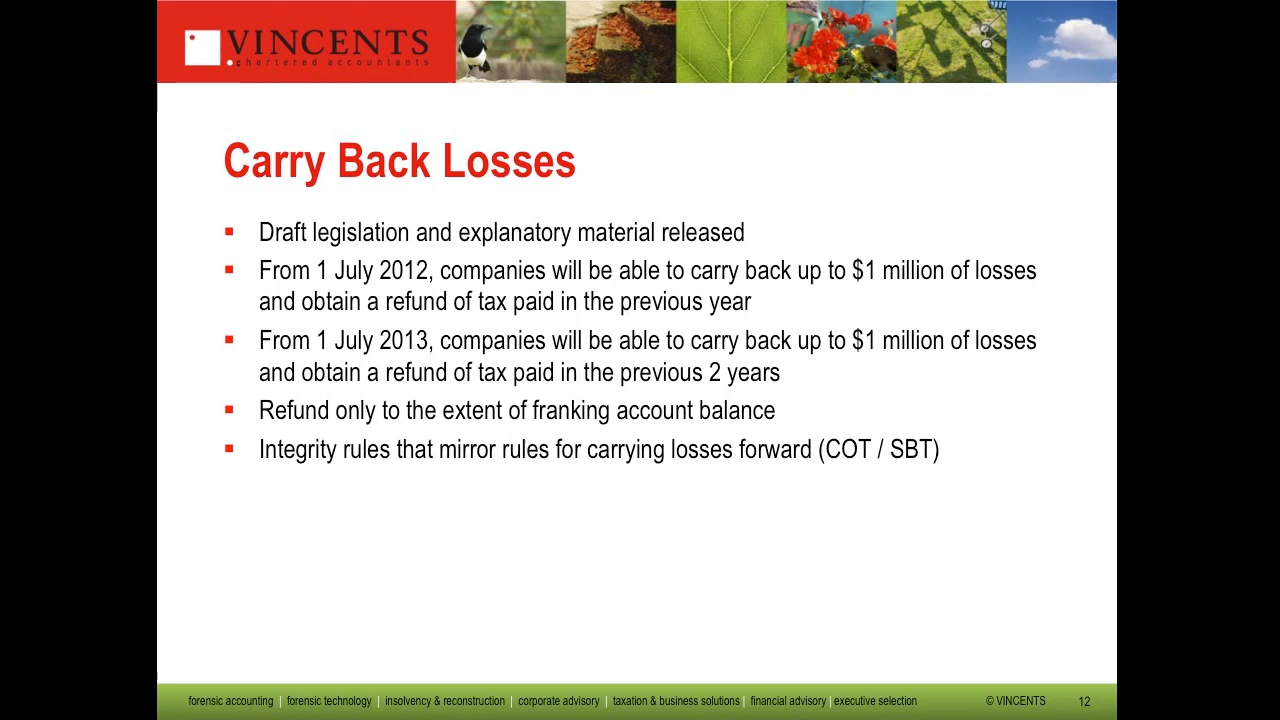 VINCENTS
chartered accountants
Carry Back Losses
Draft legislation and explanatory material released
From 1 July 2012, companies will be able to carry back up to $1 million of losses
and obtain a refund of tax paid in the previous year
From 1 July 2013, companies will be able to carry back up to $1 million of losses
and obtain a refund of tax paid in the previous 2 years
Refund only to the extent of franking account balance
Integrity rules that mirror rules for carrying losses forward (COT / SBT)
forensic accounting | forensic technology | insolvency & reconstruction | corporate advisory | taxation & business solutions | financial advisory | executive selection © VINCENTS 12